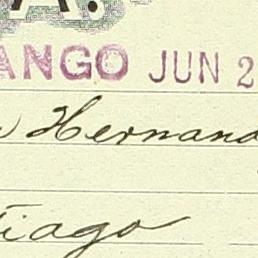 A.
ANGO JUN 2
Hernand
tiago